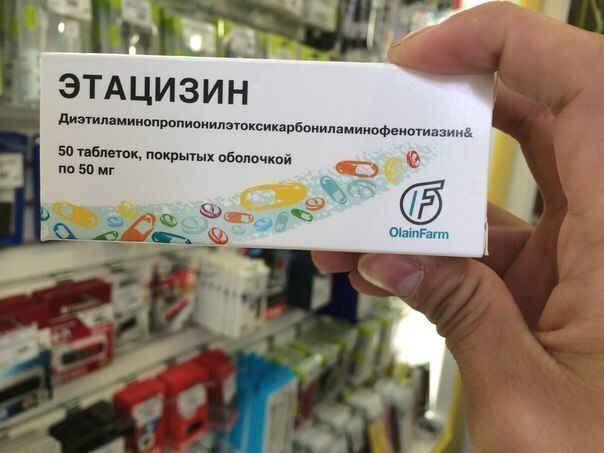 ЭТАЦИЗИН
Диэтиламинопропионилэтоксикарбониламинофенотиазин&
50 таблеток, покрытых оболочкой
по 50 мг
OlainFarm